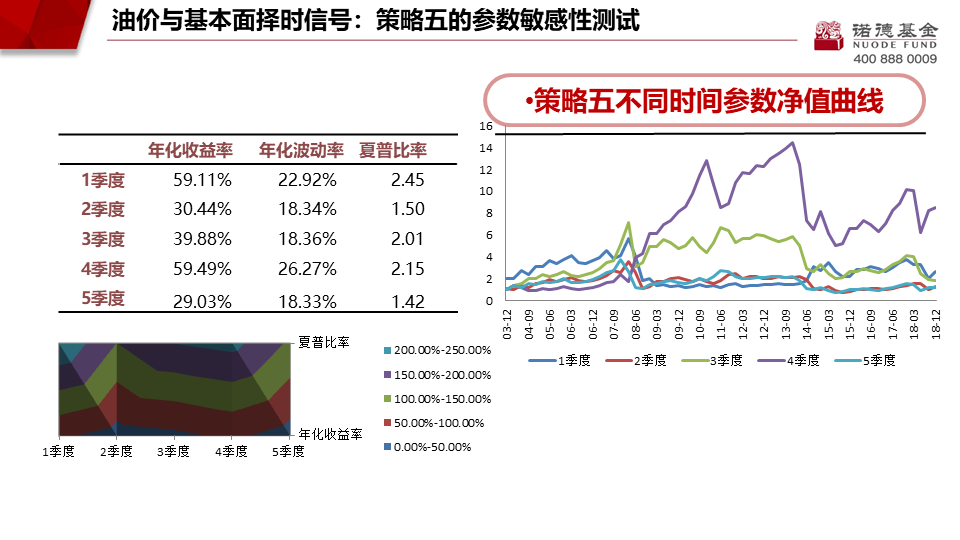 油价与基本面择时信号：策略五的参数敏感性测试
诺德基金
NUODE FUND
400 888 0009
•策略五不同时间参数净值曲线
年化收益率 年化波动率 夏普比率
1季度 59.11% 22.92% 2.45
2季度 30.44% 18.34% 1.50
3季度 39.88% 18.36% 2.01
4季度 59.49% 26.27% 2.15
5季度 29.03% 18.33% 1.42
夏普比率
年化收益率
1季度 2季度 3季度 4季度 5季度
200.00%-250.00%
150.00%-200.00%
100.00%-150.00%
50.00%-100.00%
0.00%-50.00%
16
14
12
10
8
6
4
2
0
03-12 04-09 05-06 06-03 06-12 07-09 08-06 09-03 09-12 10-09 11-06 12-03 12-12 13-09 14-06 15-03 15-12 16-09 17-06 18-03 18-12
1季度 2季度 3季度 4季度 5季度